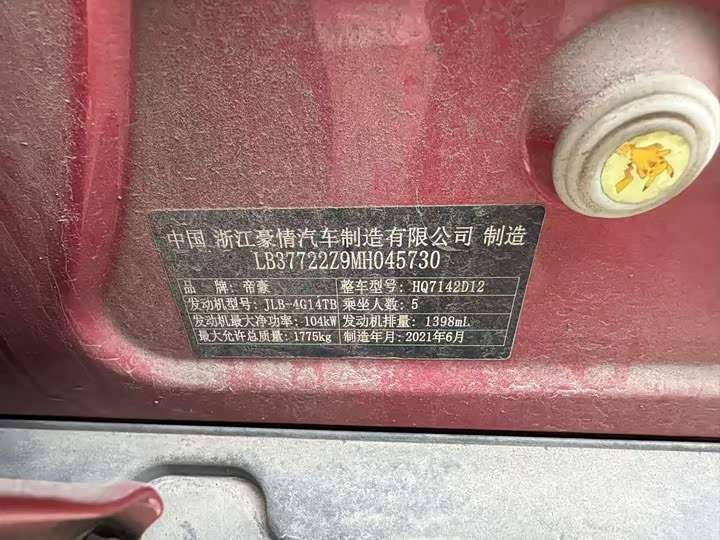 中国 浙江豪情汽车制造有限公司 制造
LB37722Z9MH045730
品 牌: 帝豪 整车型号: HQ7142D12
发动机型号: JLB-4G14TB 乘坐人数: 5
发动机最大净功率: 104kW 发动机排量: 1398mL
最大允许总质量: 1775kg 制造年月: 2021年6月